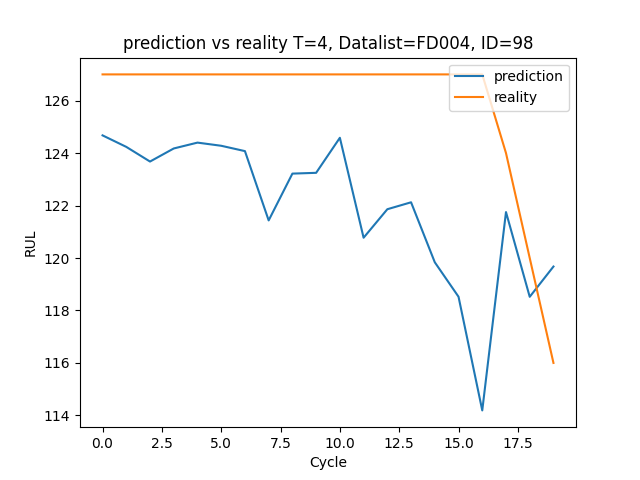 prediction vs reality T=4, Datalist=FD004, ID=98
prediction
reality
126
124
122
120
118
116
114
RUL
0.0 2.5 5.0 7.5 10.0 12.5 15.0 17.5
Cycle